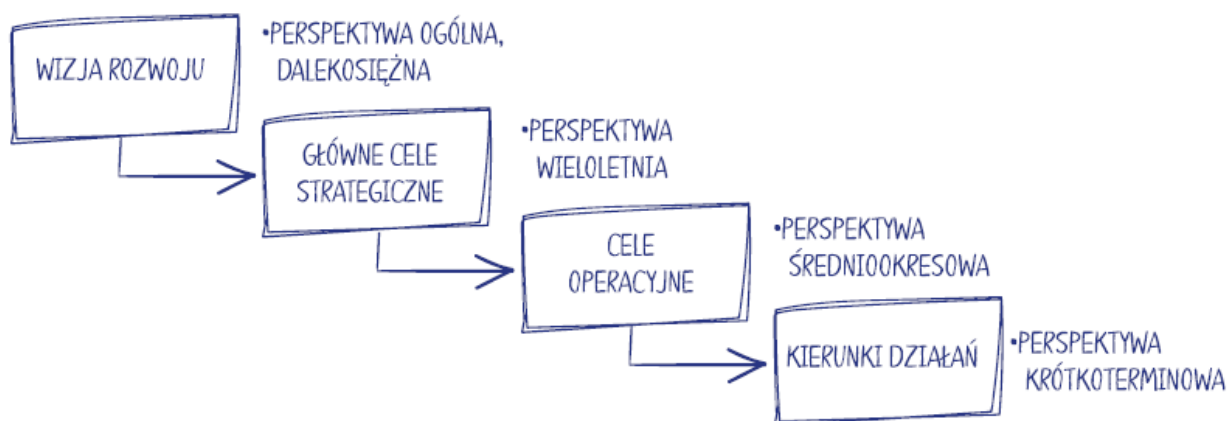 WIZJA ROZWOJU
•PERSPEKTYWA OGÓLNA,
DALEKOSIĘŻNA
GŁÓWNE CELE
STRATEGICZNE
•PERSPEKTYWA
WIELOLETNIA
CELE
OPERACYJNE
•PERSPEKTYWA
ŚREDNIOOKRESOWA
KIERUNKI DZIAŁAŃ
•PERSPEKTYWA
KRÓTKOTERMINOWA